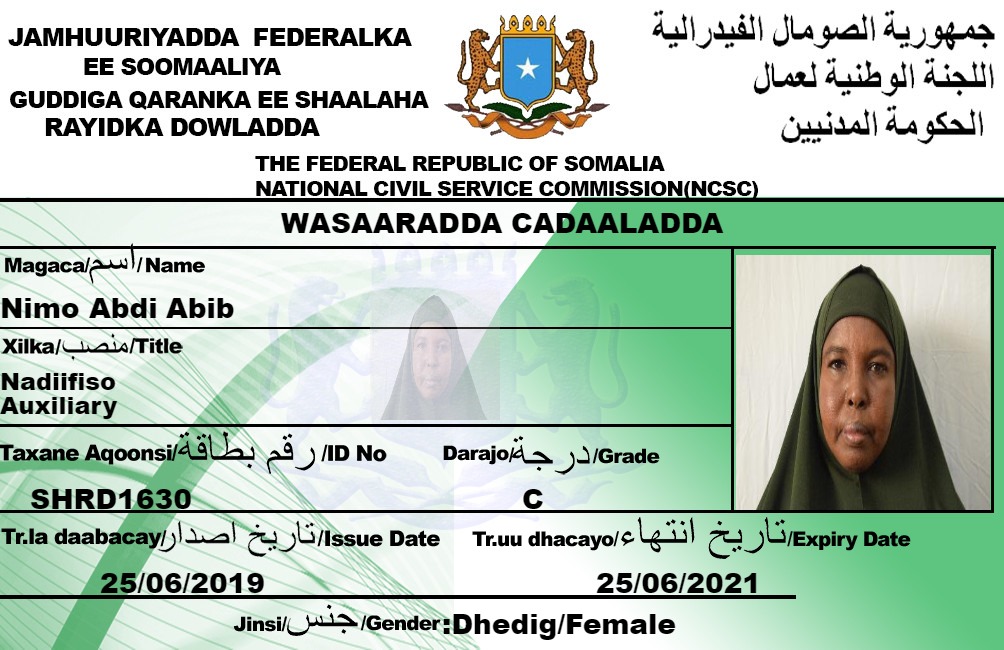 JAMHUURIYADDA FEDERALKA
EE SOOMAALIYA
GUDDIGA QARANKA EE SHAALAHA
RAYIDKA DOWLADDA
جمهورية الصومال الفيدرالية
اللجنة الوطنية لعمال
الحكومة المدنيين
THE FEDERAL REPUBLIC OF SOMALIA
NATIONAL CIVIL SERVICE COMMISSION(NCSC)
WASAARADDA CADAALADDA
Magaca/اسم/Name
Nimo Abdi Abib
Xilka/منصب/Title
Nadiifiso
Auxiliary
Taxane Aqoonsi/رقم بطاقة/ID No
Darajo/درجة/Grade
SHRD1630
C
Tr.la daabacay/تاريخ اصدار/Issue Date
Tr.uu dhacayo/تاريخ انتهاء/Expiry Date
25/06/2019
25/06/2021
Jinsi/جنس/Gender:Dhedig/Female